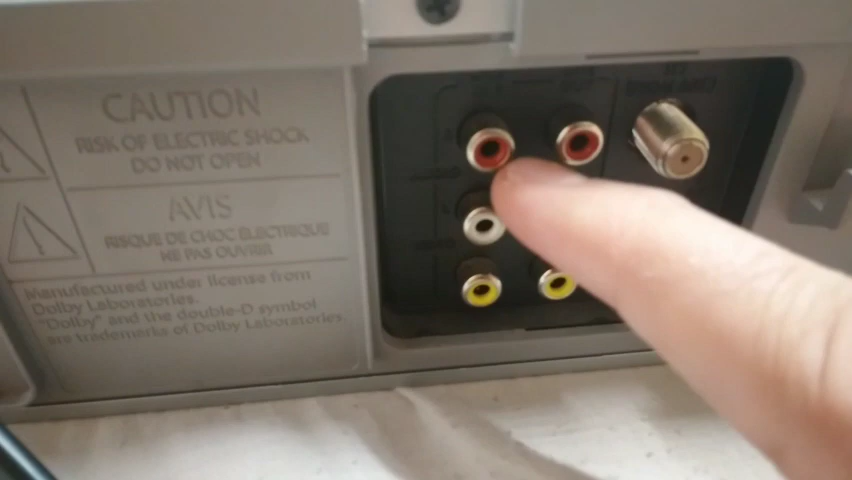 CAUTION
RISK OF ELECTRIC SHOCK
DO NOT OPEN
AVIS
RISQUE DE CHOC ELECTRIQUE
NE PAS OUVRIR
Manufactured under license from
Dolby Laboratories.
"Dolby" and the double-D symbol
are trademarks of Dolby Laboratories.